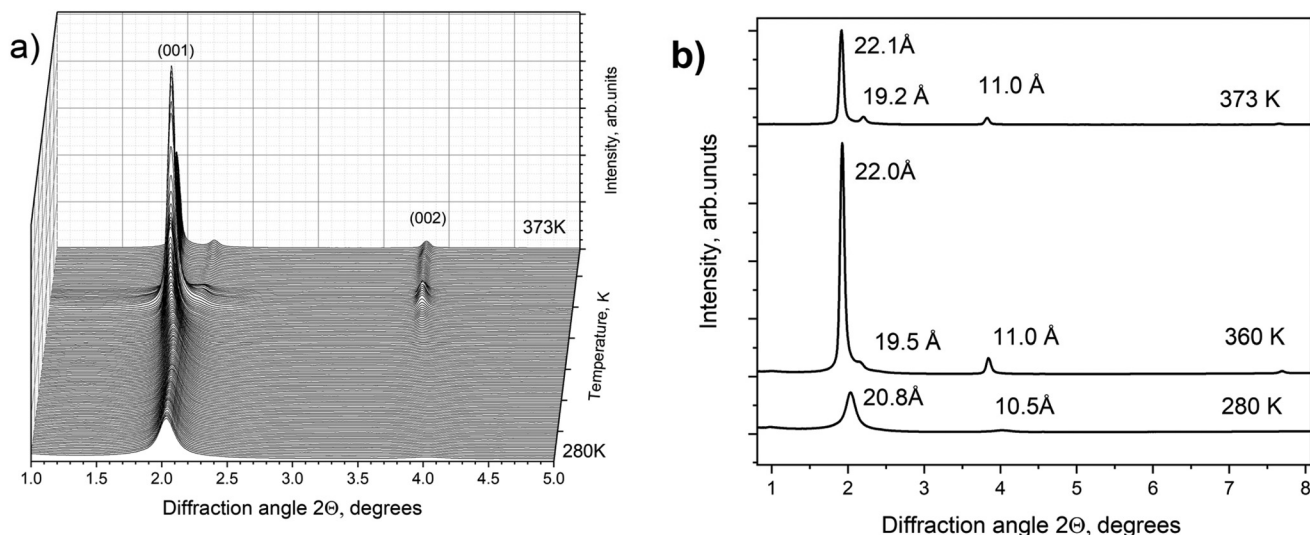 a)
(001)
(002)
373K
280K
Intensity, arb.units
Temperature, K
1.0 1.5 2.0 2.5 3.0 3.5 4.0 4.5 5.0
Diffraction angle 2Θ, degrees
b)
22.1Å
19.2 Å
11.0 Å
373 K
22.0Å
19.5 Å
11.0 Å
360 K
20.8Å
10.5Å
280 K
Intensity, arb.unuts
1 2 3 4 5 6 7 8
Diffraction angle 2Θ, degrees